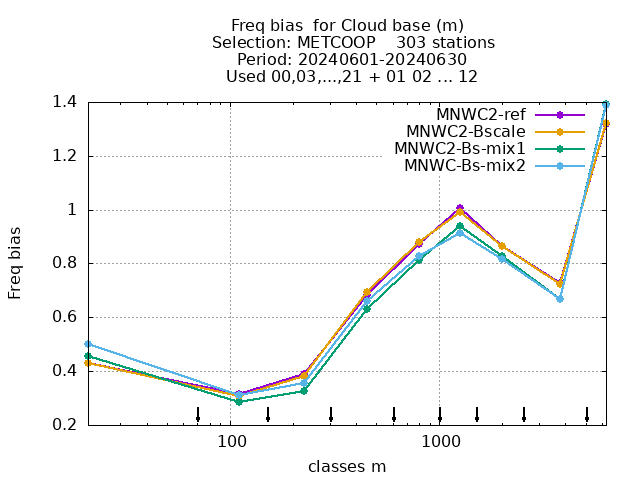 Freq bias  for Cloud base (m)
Selection: METCOOP    303 stations
Period: 20240601-20240630
Used 00,03,...,21 + 01 02 ... 12
MNWC2-ref
MNWC2-Bscale
MNWC2-Bs-mix1
MNWC-Bs-mix2
Freq bias
1.4
1.2
1
0.8
0.6
0.4
0.2
100
1000
classes m